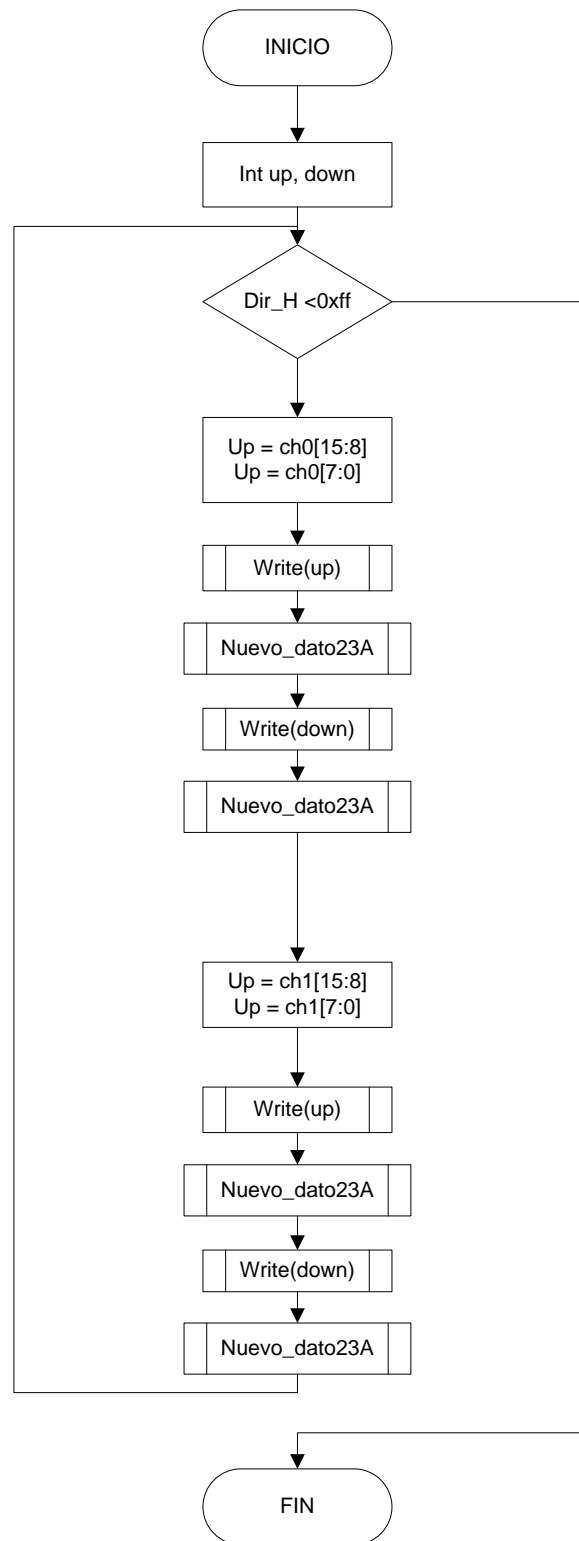 INICIO
Int up, down
Dir_H <0xff
Up = ch0[15:8]
Up = ch0[7:0]
Write(up)
Nuevo_dato23A
Write(down)
Nuevo_dato23A
Up = ch1[15:8]
Up = ch1[7:0]
Write(up)
Nuevo_dato23A
Write(down)
Nuevo_dato23A
FIN